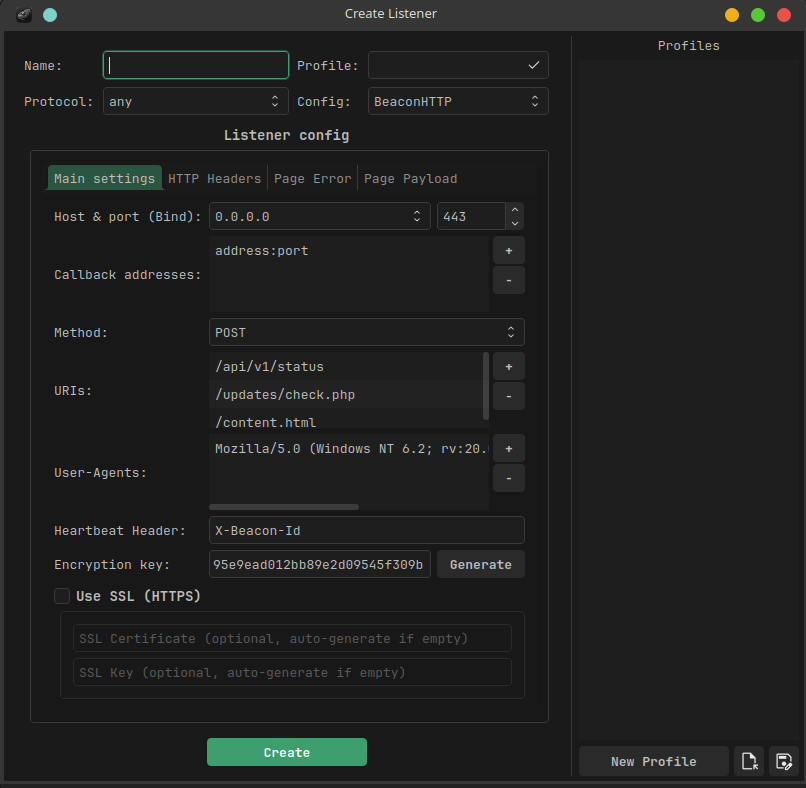 Create Listener
Name:
Profile:
Protocol: any
Config: BeaconHTTP
Listener config
Main settings
HTTP Headers
Page Error
Page Payload
Host & port (Bind): 0.0.0.0
443
Callback addresses:
address:port
+
-
Method: POST
URIs:
/api/v1/status
/updates/check.php
/content.html
+
-
User-Agents:
Mozilla/5.0 (Windows NT 6.2; rv:20.
+
-
Heartbeat Header: X-Beacon-Id
Encryption key: 95e9ead012bb89e2d09545f309b
Generate
Use SSL (HTTPS)
SSL Certificate (optional, auto-generate if empty)
SSL Key (optional, auto-generate if empty)
Create
Profiles
New Profile